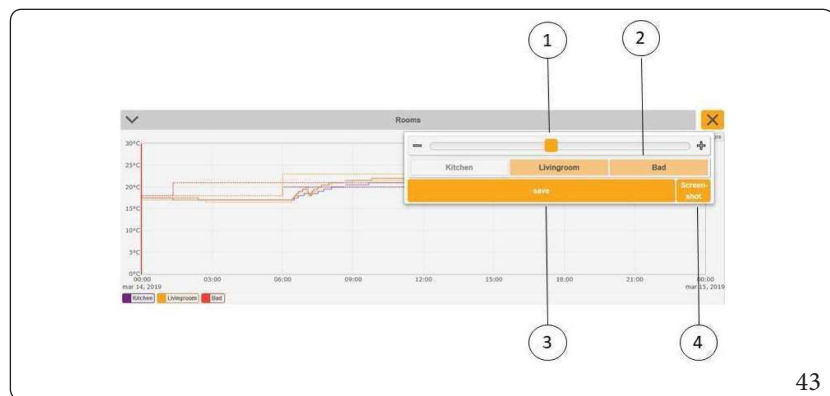 1
2
Rooms
30°C
25°C
20°C
15°C
10°C
5°C
0°C
Kitchen Livingroom Bad
save
Screen-
shot
00:00 03:00 06:00 09:00 12:00 15:00 18:00 21:00 00:00
mar 14, 2019 mar 15, 2019
Kitchen Livingroom Bad
3
4
43